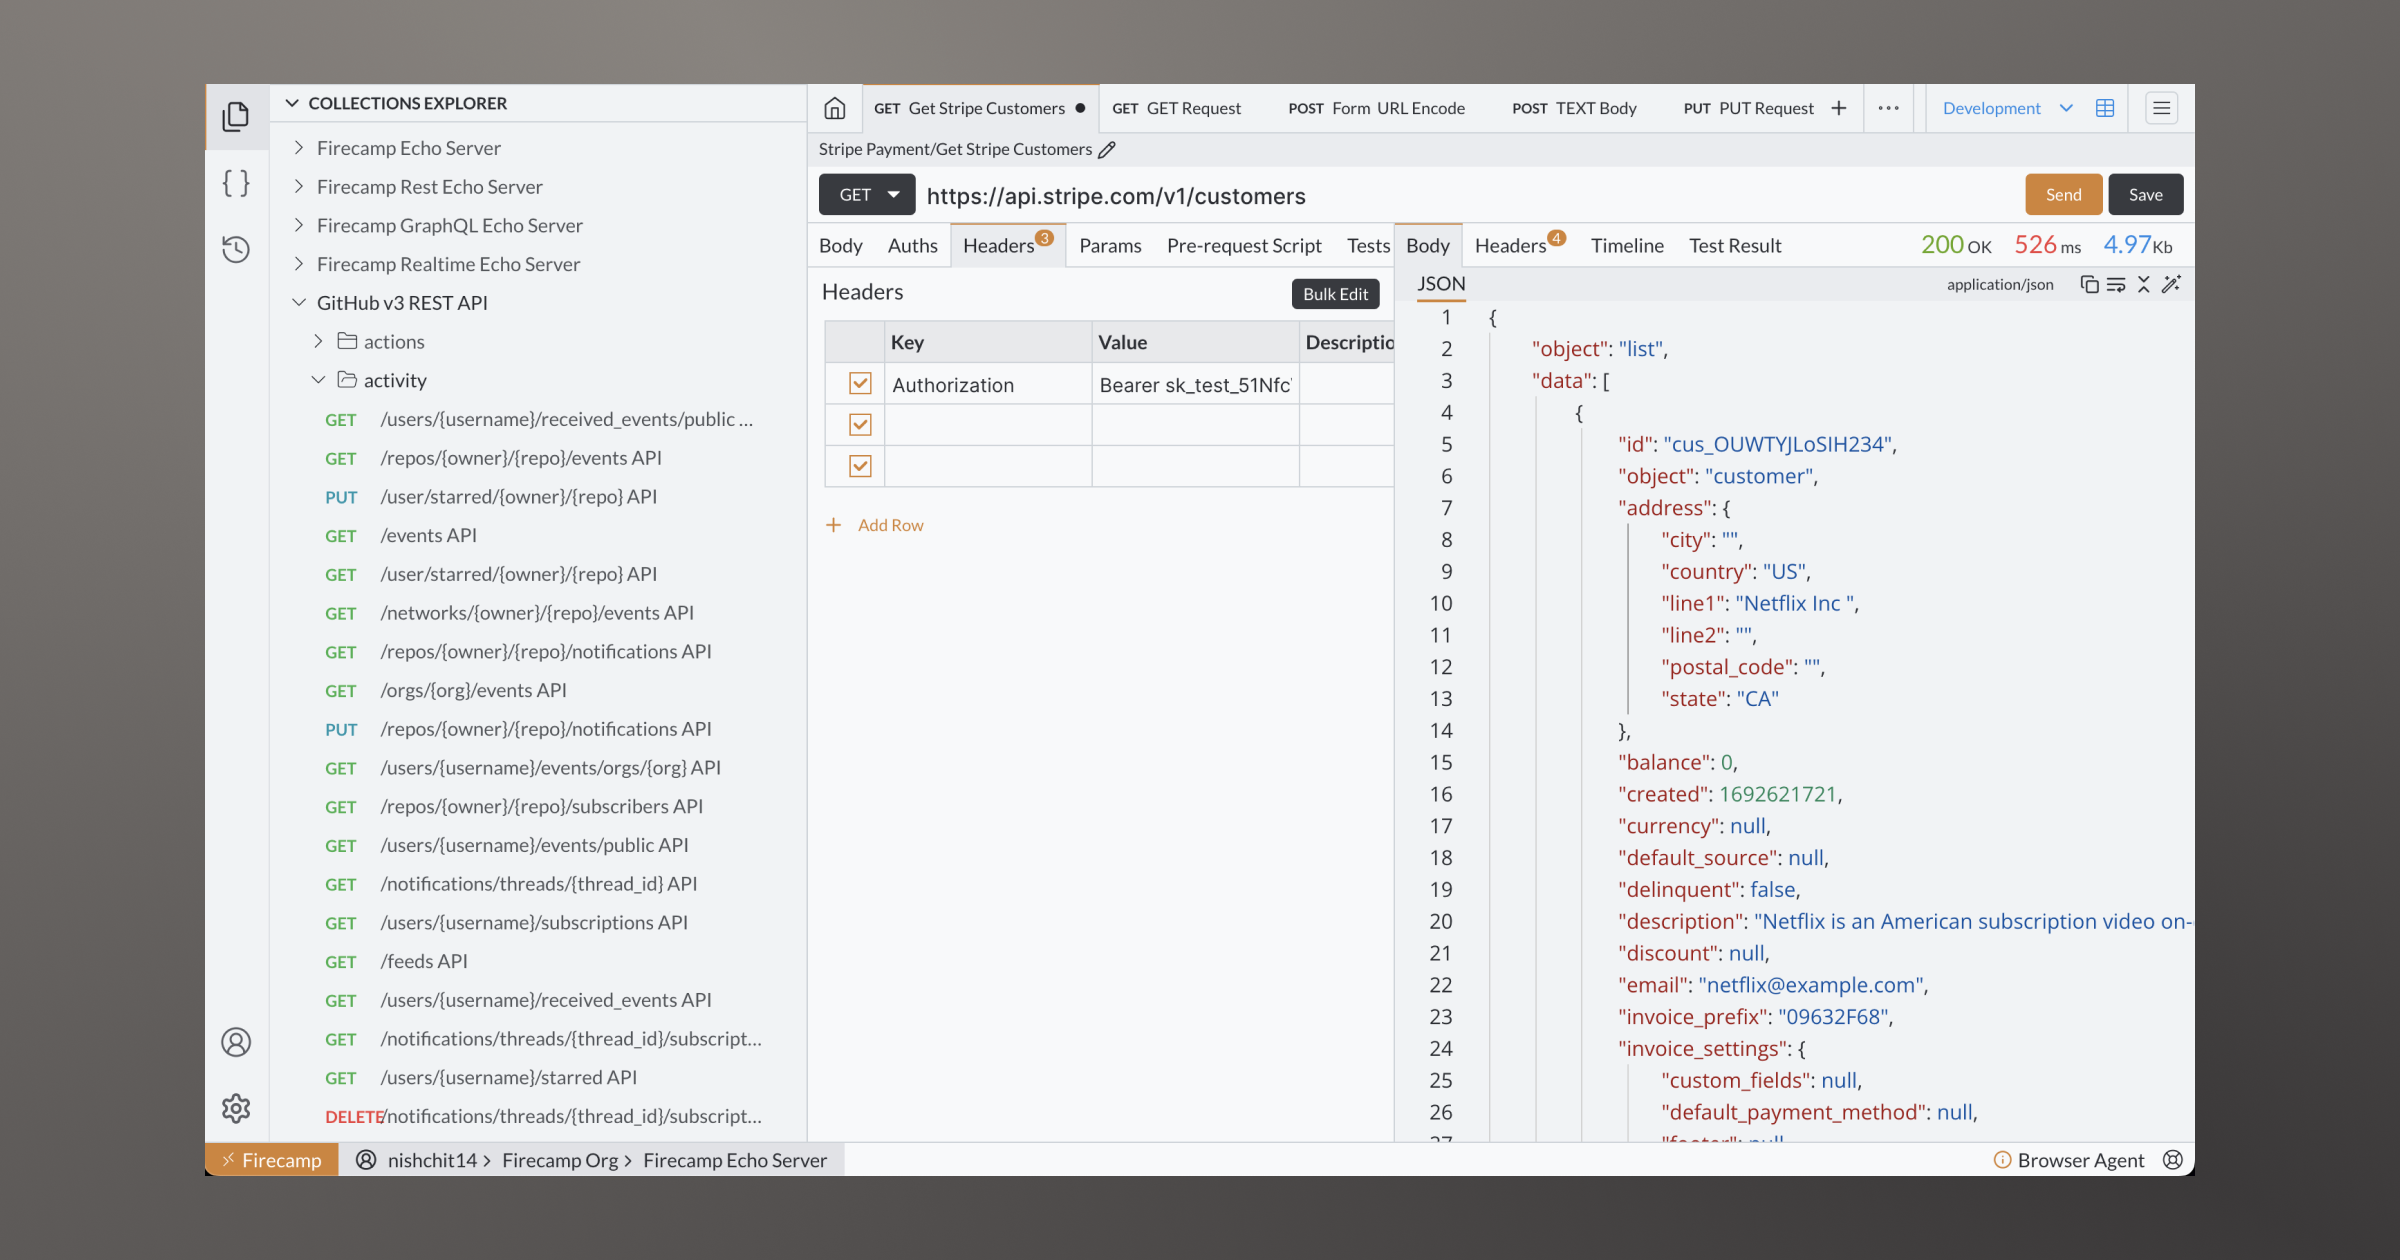 COLLECTIONS EXPLORER
Firecamp Echo Server
Firecamp Rest Echo Server
Firecamp GraphQL Echo Server
Firecamp Realtime Echo Server
GitHub v3 REST API
actions
activity
GET /users/{username}/received_events/public ...
GET /repos/{owner}/{repo}/events API
PUT /user/starred/{owner}/{repo} API
GET /events API
GET /user/starred/{owner}/{repo} API
GET /networks/{owner}/{repo}/events API
GET /repos/{owner}/{repo}/notifications API
GET /orgs/{org}/events API
PUT /repos/{owner}/{repo}/notifications API
GET /users/{username}/events/orgs/{org} API
GET /repos/{owner}/{repo}/subscribers API
GET /users/{username}/events/public API
GET /notifications/threads/{thread_id} API
GET /users/{username}/subscriptions API
GET /feeds API
GET /users/{username}/received_events API
GET /notifications/threads/{thread_id}/subscript...
GET /users/{username}/starred API
DELETE /notifications/threads/{thread_id}/subscript...
GET Get Stripe Customers ● GET GET Request POST Form URL Encode POST TEXT Body PUT PUT Request + ... Development
Stripe Payment/Get Stripe Customers
GET https://api.stripe.com/v1/customers Send Save
Body Auths Headers 3 Params Pre-request Script Tests
Headers Bulk Edit
Key Value Descriptio
Authorization Bearer sk_test_51Nfc
+ Add Row
Body Headers 4 Timeline Test Result 200 OK 526 ms 4.97Kb
JSON application/json
1 {
2 "object": "list",
3 "data": [
4 {
5 "id": "cus_OUWTYJLoSIH234",
6 "object": "customer",
7 "address": {
8 "city": "",
9 "country": "US",
10 "line1": "Netflix Inc ",
11 "line2": "",
12 "postal_code": "",
13 "state": "CA"
14 },
15 "balance": 0,
16 "created": 1692621721,
17 "currency": null,
18 "default_source": null,
19 "delinquent": false,
20 "description": "Netflix is an American subscription video on-
21 "discount": null,
22 "email": "netflix@example.com",
23 "invoice_prefix": "09632F68",
24 "invoice_settings": {
25 "custom_fields": null,
26 "default_payment_method": null,
27 "footer": null
Firecamp nishchit14 > Firecamp Org > Firecamp Echo Server Browser Agent